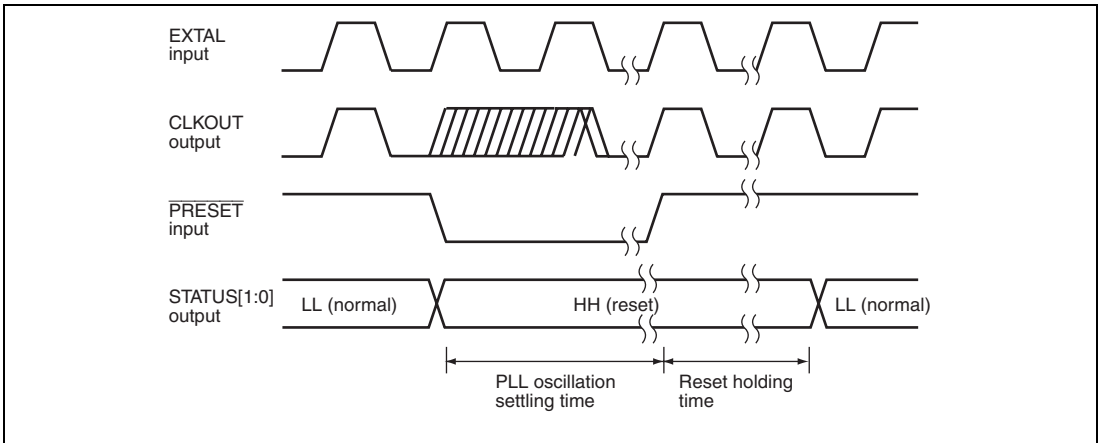 EXTAL
input
CLKOUT
output
PRESET
input
STATUS[1:0]
output
LL (normal)
HH (reset)
LL (normal)
PLL oscillation
settling time
Reset holding
time